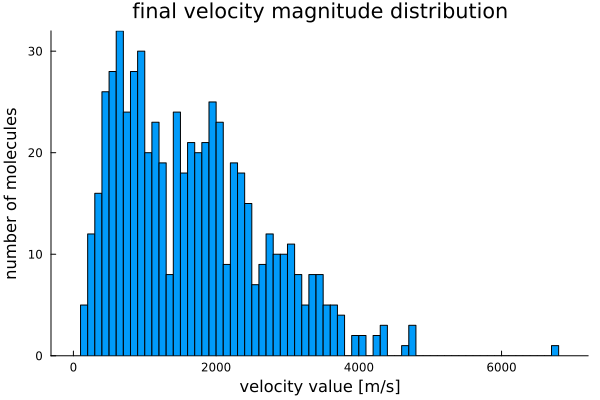 final velocity magnitude distribution
number of molecules
30
20
10
0
0 2000 4000 6000
velocity value [m/s]